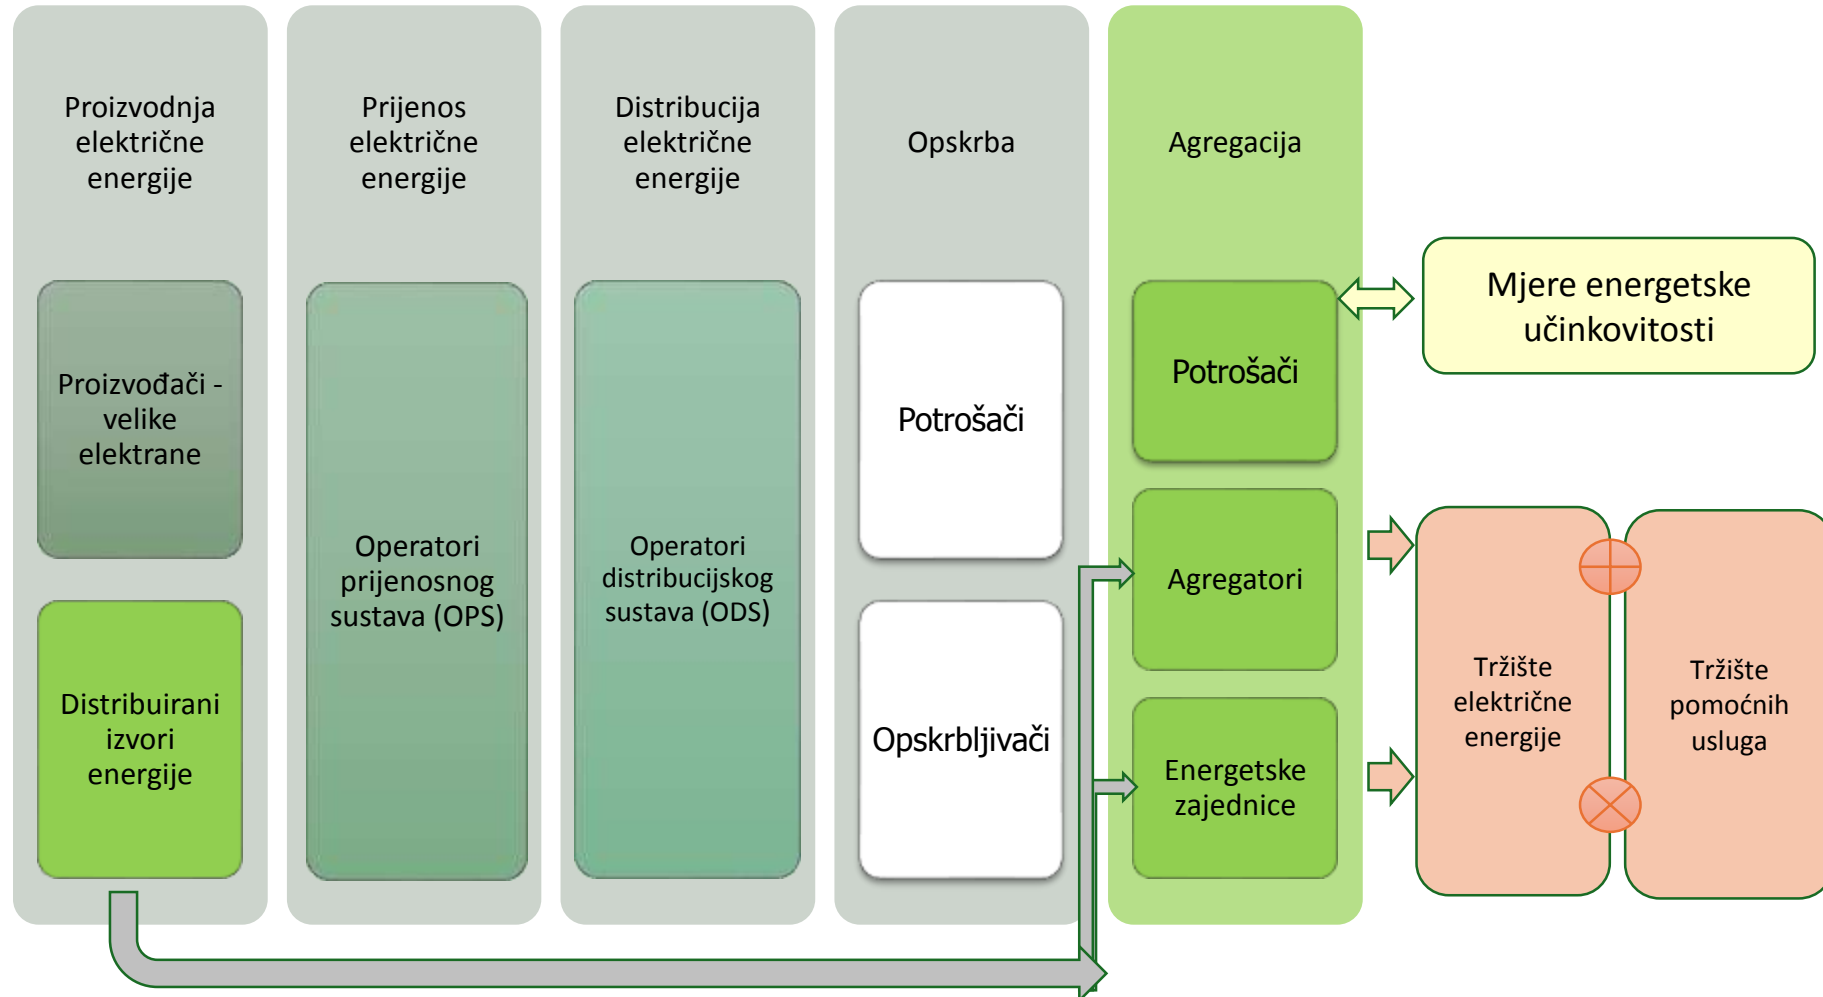 Proizvodnja
električne
energije
Prijenos
električne
energije
Distribucija
električne
energije
Opskrba
Agregacija
Proizvođači -
velike
elektrane
Distribuirani
izvori
energije
Operatori
prijenosnog
sustava (OPS)
Operatori
distribucijskog
sustava (ODS)
Potrošači
Opskrbljivači
Potrošači
Agregatori
Energetske
zajednice
Mjere energetske
učinkovitosti
Tržište
električne
energije
Tržište
pomoćnih
usluga